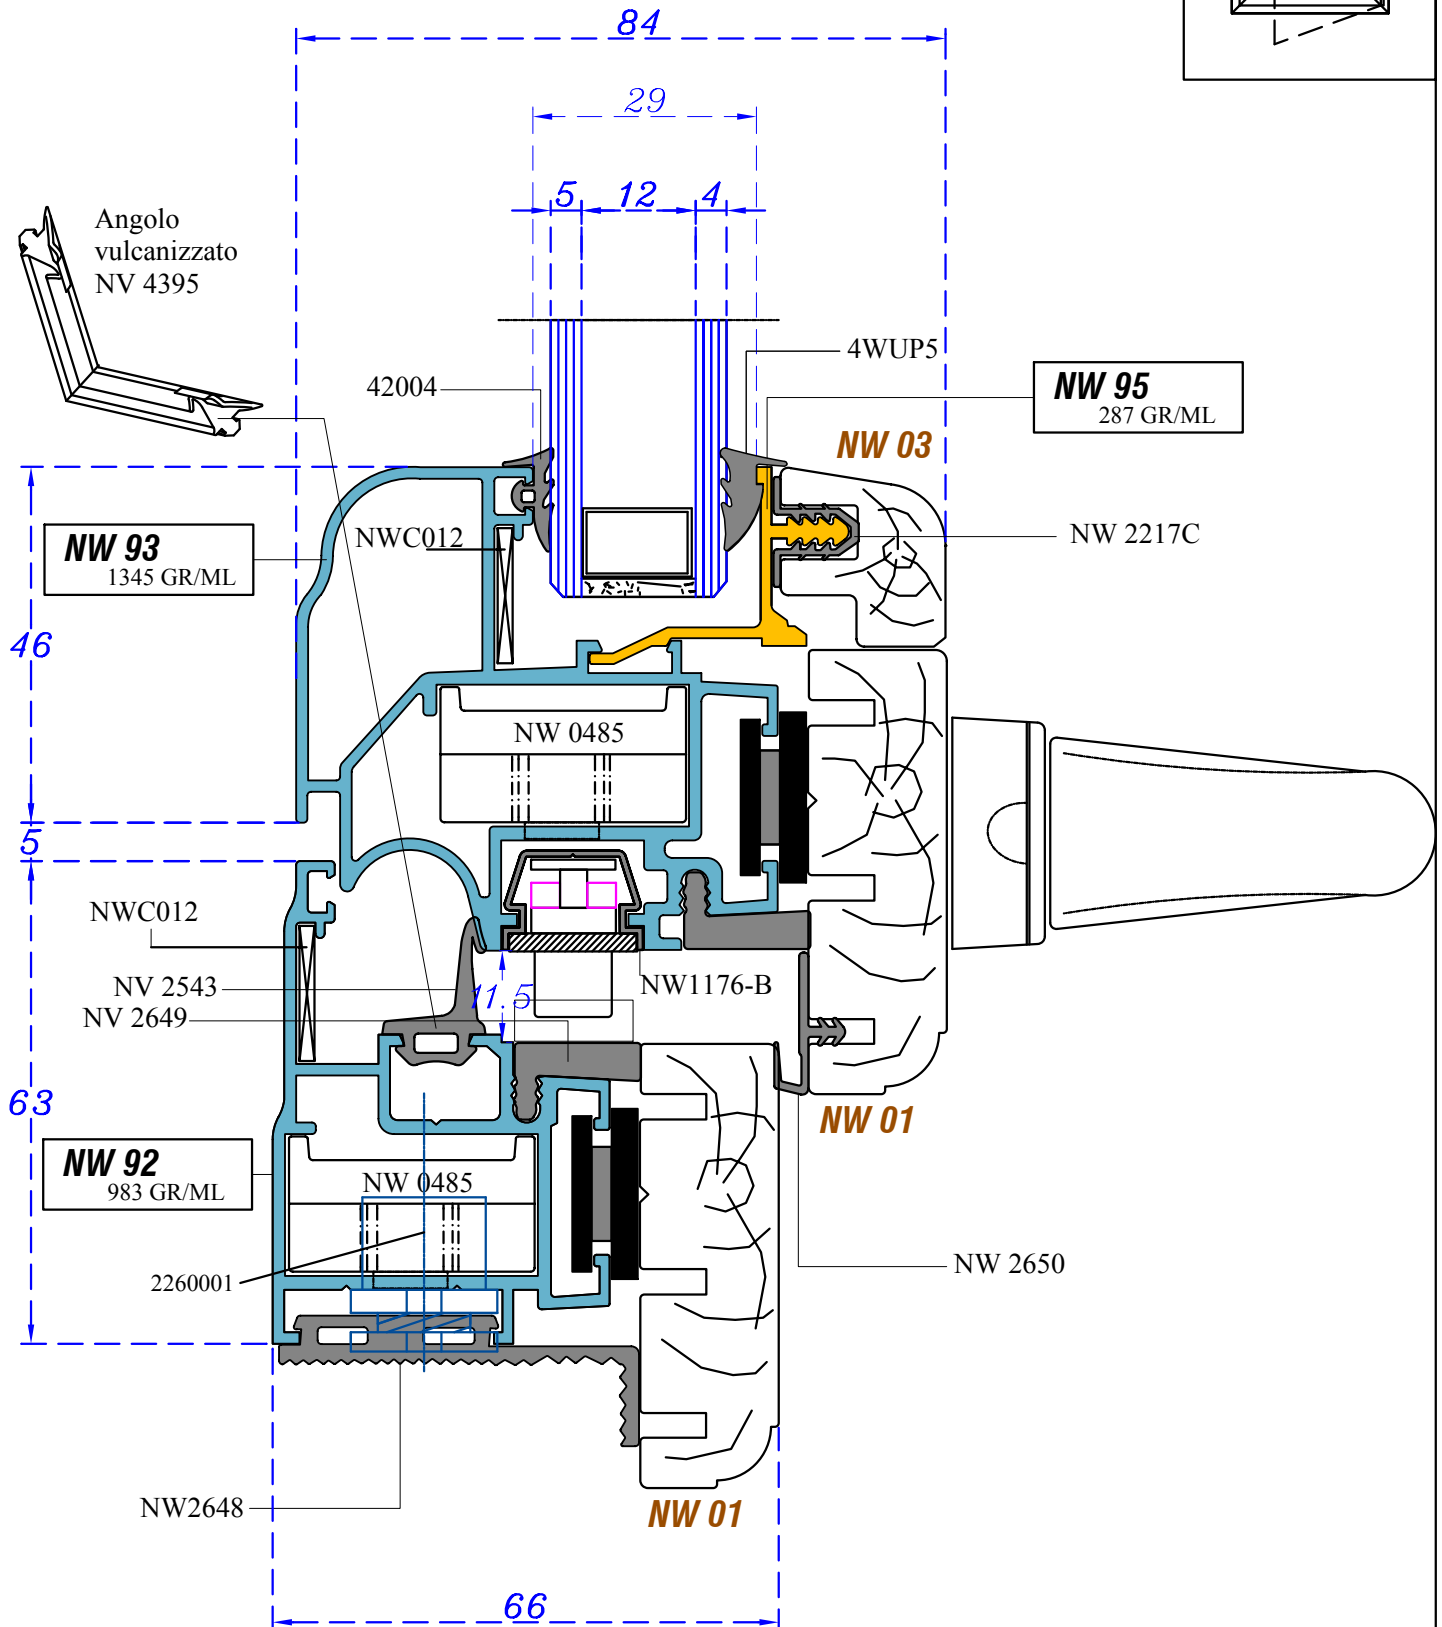 84
29
5 12 4
Angolo
vulcanizzato
NV 4395
4WUP5
42004
NW 95
287 GR/ML
NW 03
NWC012
NW 2217C
NW 93
1345 GR/ML
46
NW 0485
5
NWC012
NV 2543
11.5
NW1176-B
NV 2649
63
NW 01
NW 92
983 GR/ML
NW 0485
NW 2650
2260001
NW2648
NW 01
66